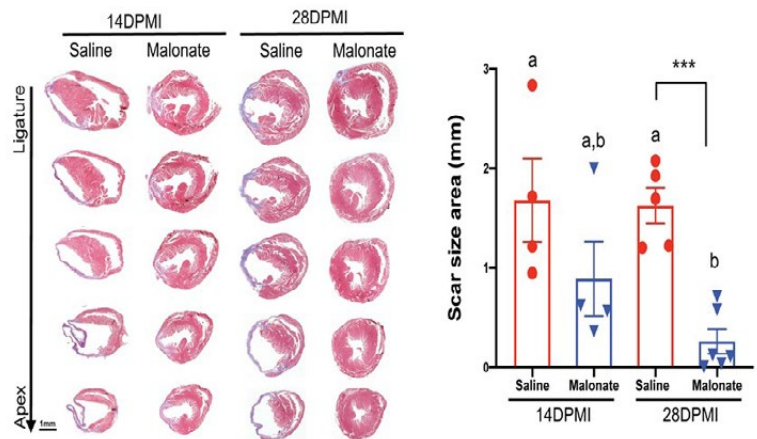 14DPMI
28DPMI
Saline
Malonate
Saline
Malonate
Ligature
Apex
1mm
Scar size area (mm)
3
2
1
0
a
a,b
a
b
***
Saline
Malonate
Saline
Malonate
14DPMI
28DPMI